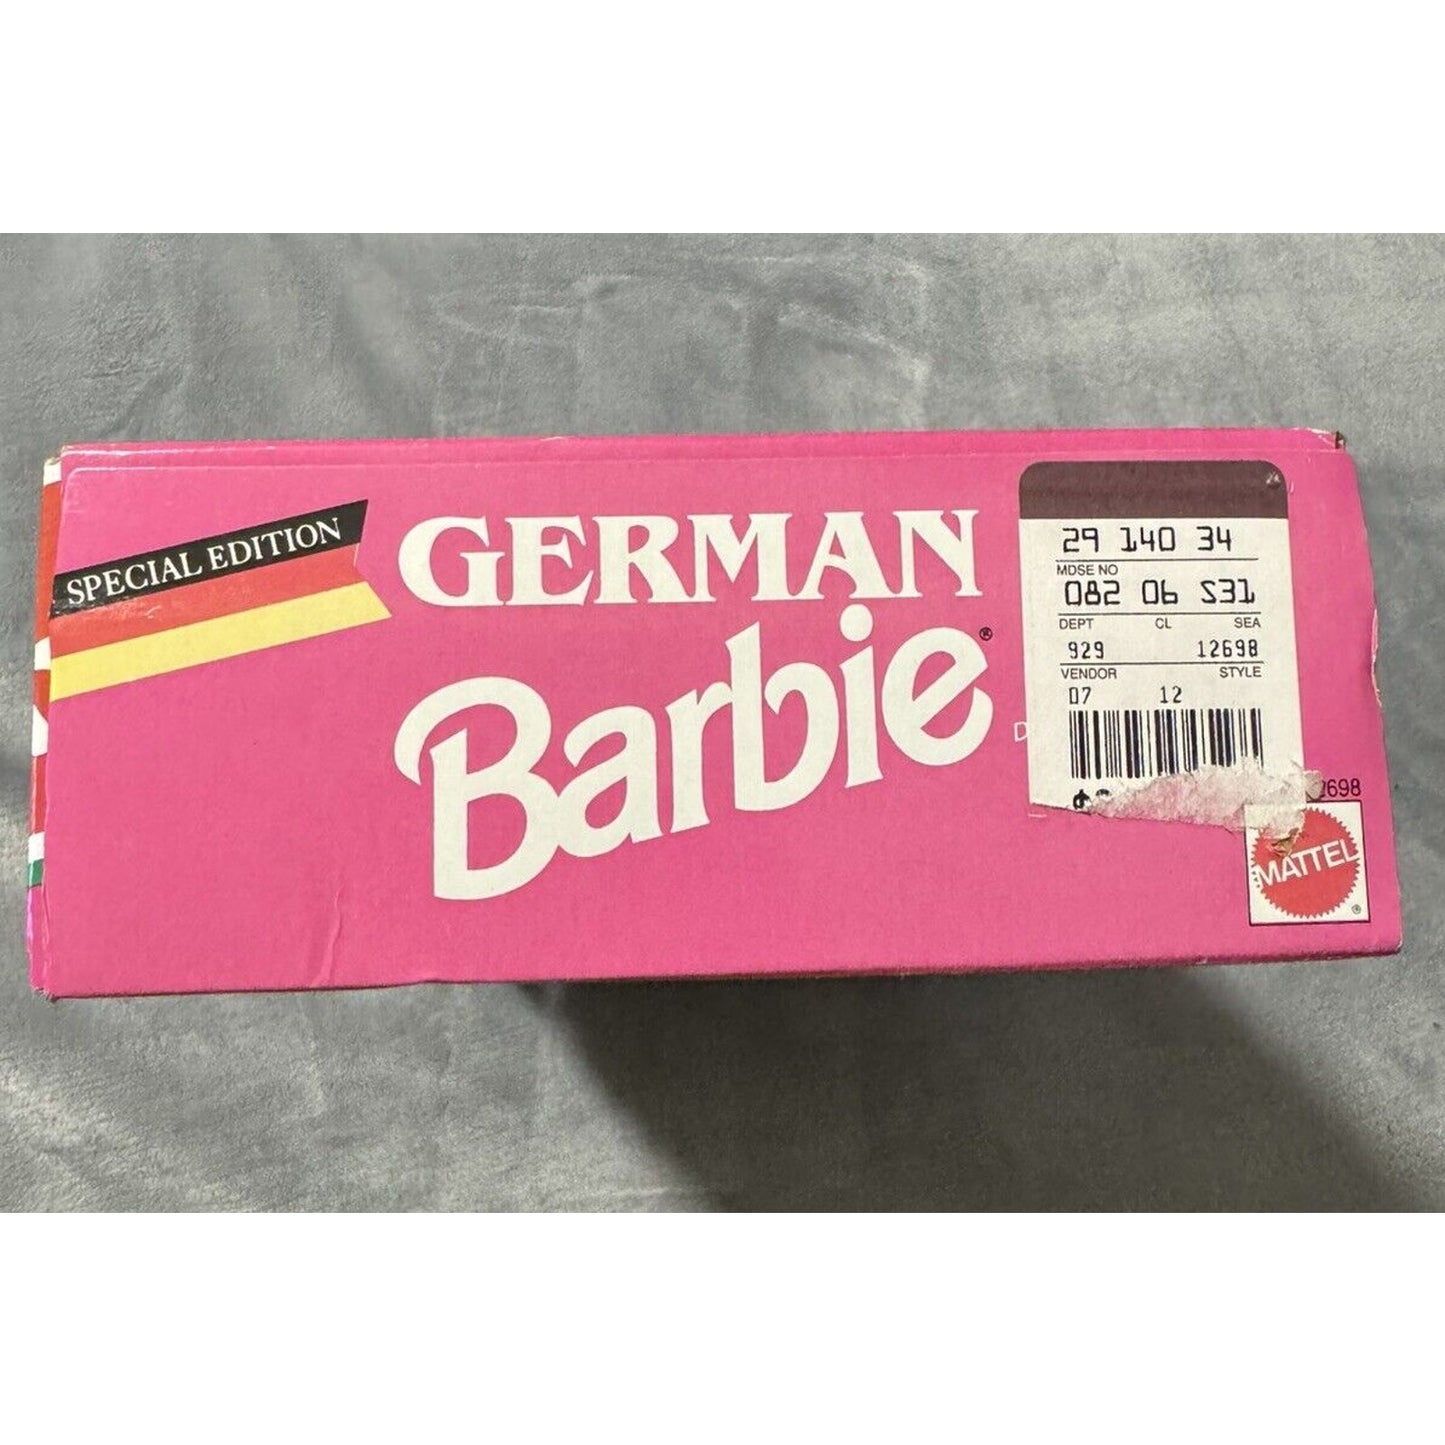 SPECIAL EDITION
GERMAN
Barbie®
29 140 34
MDSE NO
082 06 S31
DEPT CL SEA
929 12698
VENDOR STYLE
07 12
D
2698
MATTEL
®